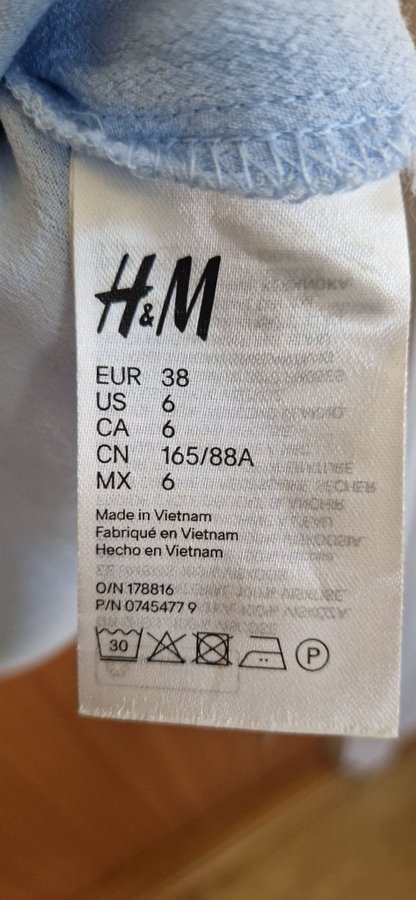 H&M
EUR 38
US 6
CA 6
CN 165/88A
MX 6
Made in Vietnam
Fabriqué en Vietnam
Hecho en Vietnam
O/N 178816
P/N 0745477 9
30
P